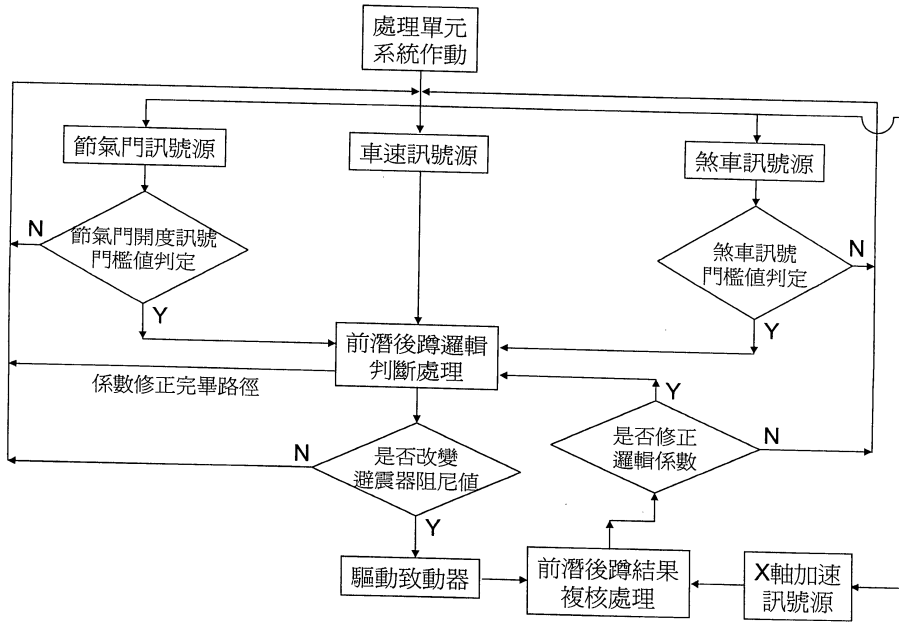 處理單元
系統作動
節氣門訊號源
車速訊號源
煞車訊號源
N
節氣門開度訊號
門檻值判定
Y
煞車訊號
門檻值判定
N
Y
前潛後蹲邏輯
判斷處理
係數修正完畢路徑
Y
是否修正
邏輯係數
N
N
是否改變
避震器阻尼值
Y
驅動致動器
前潛後蹲結果
複核處理
X軸加速
訊號源